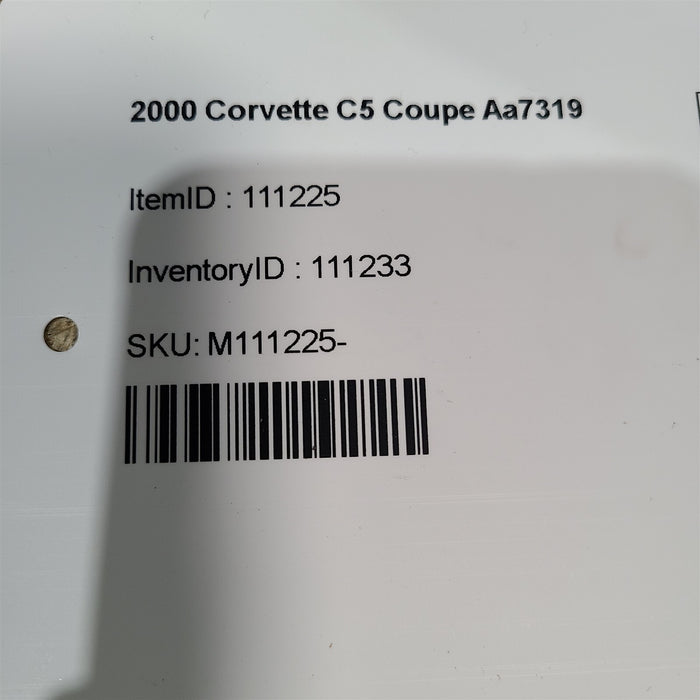 2000 Corvette C5 Coupe Aa7319
ItemID : 111225
InventoryID : 111233
SKU: M111225-